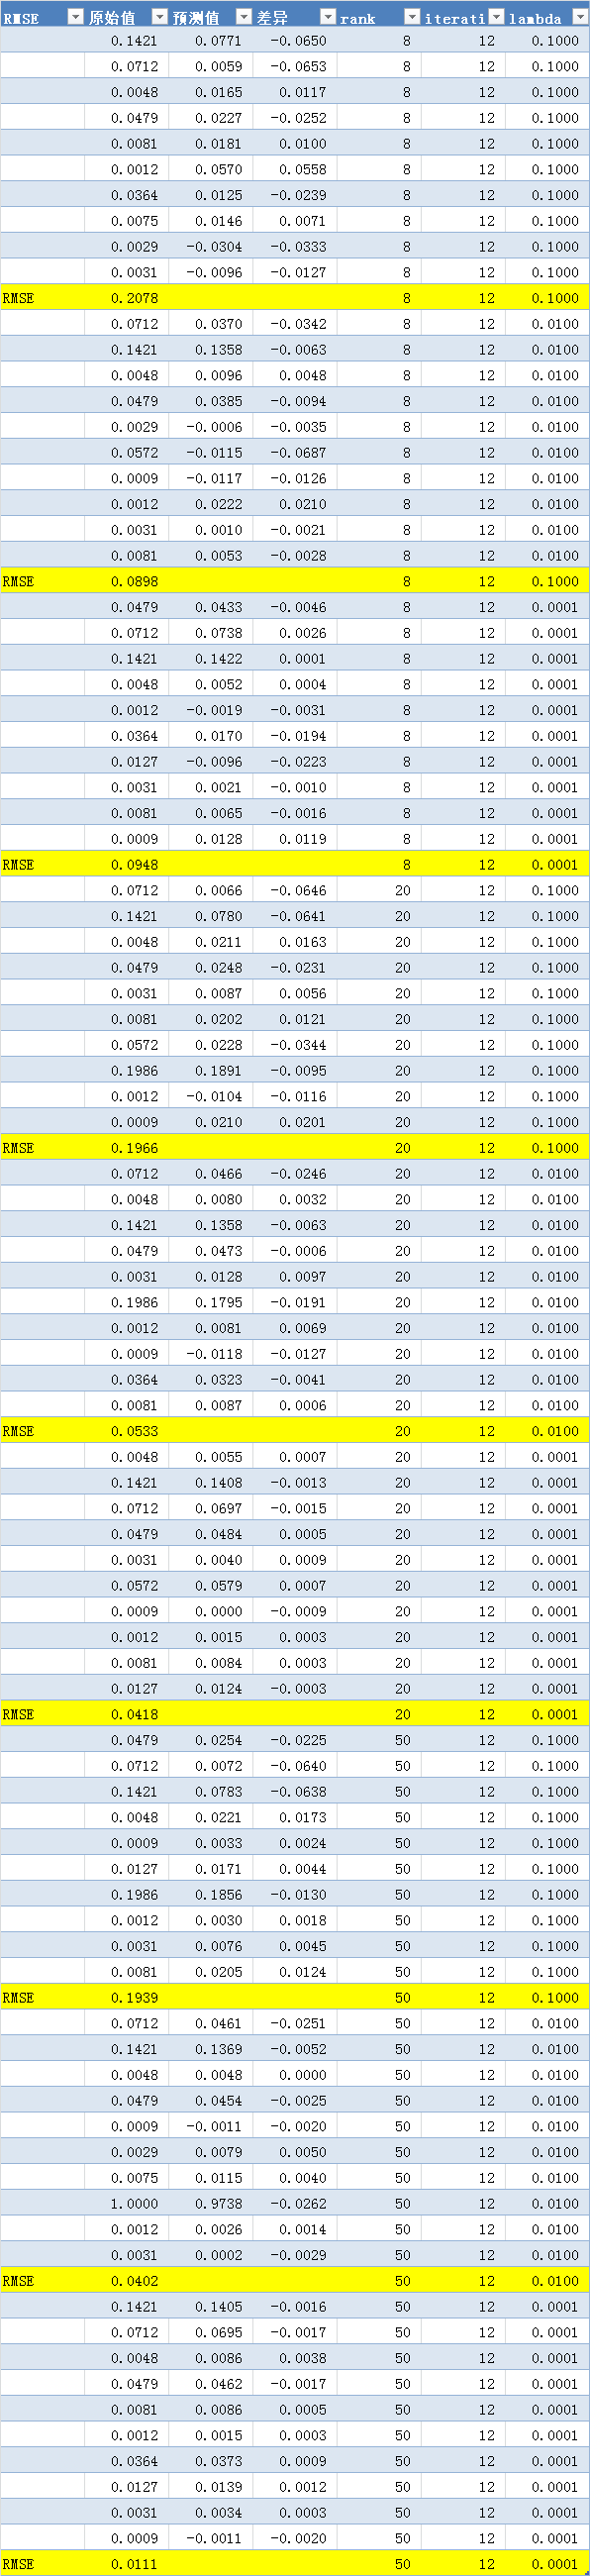 RMSE 原始值 预测值 差异 rank iterati lambda
0.1421 0.0771 -0.0650 8 12 0.1000
0.0712 0.0059 -0.0653 8 12 0.1000
0.0048 0.0165 0.0117 8 12 0.1000
0.0479 0.0227 -0.0252 8 12 0.1000
0.0081 0.0181 0.0100 8 12 0.1000
0.0012 0.0570 0.0558 8 12 0.1000
0.0364 0.0125 -0.0239 8 12 0.1000
0.0075 0.0146 0.0071 8 12 0.1000
0.0029 -0.0304 -0.0333 8 12 0.1000
0.0031 -0.0096 -0.0127 8 12 0.1000
RMSE 0.2078 8 12 0.1000
0.0712 0.0370 -0.0342 8 12 0.0100
0.1421 0.1358 -0.0063 8 12 0.0100
0.0048 0.0096 0.0048 8 12 0.0100
0.0479 0.0385 -0.0094 8 12 0.0100
0.0029 -0.0006 -0.0035 8 12 0.0100
0.0572 -0.0115 -0.0687 8 12 0.0100
0.0009 -0.0117 -0.0126 8 12 0.0100
0.0012 0.0222 0.0210 8 12 0.0100
0.0031 0.0010 -0.0021 8 12 0.0100
0.0081 0.0053 -0.0028 8 12 0.0100
RMSE 0.0898 8 12 0.1000
0.0479 0.0433 -0.0046 8 12 0.0001
0.0712 0.0738 0.0026 8 12 0.0001
0.1421 0.1422 0.0001 8 12 0.0001
0.0048 0.0052 0.0004 8 12 0.0001
0.0012 -0.0019 -0.0031 8 12 0.0001
0.0364 0.0170 -0.0194 8 12 0.0001
0.0127 -0.0096 -0.0223 8 12 0.0001
0.0031 0.0021 -0.0010 8 12 0.0001
0.0081 0.0065 -0.0016 8 12 0.0001
0.0009 0.0128 0.0119 8 12 0.0001
RMSE 0.0948 8 12 0.0001
0.0712 0.0066 -0.0646 20 12 0.1000
0.1421 0.0780 -0.0641 20 12 0.1000
0.0048 0.0211 0.0163 20 12 0.1000
0.0479 0.0248 -0.0231 20 12 0.1000
0.0031 0.0087 0.0056 20 12 0.1000
0.0081 0.0202 0.0121 20 12 0.1000
0.0572 0.0228 -0.0344 20 12 0.1000
0.1986 0.1891 -0.0095 20 12 0.1000
0.0012 -0.0104 -0.0116 20 12 0.1000
0.0009 0.0210 0.0201 20 12 0.1000
RMSE 0.1966 20 12 0.1000
0.0712 0.0466 -0.0246 20 12 0.0100
0.0048 0.0080 0.0032 20 12 0.0100
0.1421 0.1358 -0.0063 20 12 0.0100
0.0479 0.0473 -0.0006 20 12 0.0100
0.0031 0.0128 0.0097 20 12 0.0100
0.1986 0.1795 -0.0191 20 12 0.0100
0.0012 0.0081 0.0069 20 12 0.0100
0.0009 -0.0118 -0.0127 20 12 0.0100
0.0364 0.0323 -0.0041 20 12 0.0100
0.0081 0.0087 0.0006 20 12 0.0100
RMSE 0.0533 20 12 0.0100
0.0048 0.0055 0.0007 20 12 0.0001
0.1421 0.1408 -0.0013 20 12 0.0001
0.0712 0.0697 -0.0015 20 12 0.0001
0.0479 0.0484 0.0005 20 12 0.0001
0.0031 0.0040 0.0009 20 12 0.0001
0.0572 0.0579 0.0007 20 12 0.0001
0.0009 0.0000 -0.0009 20 12 0.0001
0.0012 0.0015 0.0003 20 12 0.0001
0.0081 0.0084 0.0003 20 12 0.0001
0.0127 0.0124 -0.0003 20 12 0.0001
RMSE 0.0418 20 12 0.0001
0.0479 0.0254 -0.0225 50 12 0.1000
0.0712 0.0072 -0.0640 50 12 0.1000
0.1421 0.0783 -0.0638 50 12 0.1000
0.0048 0.0221 0.0173 50 12 0.1000
0.0009 0.0033 0.0024 50 12 0.1000
0.0127 0.0171 0.0044 50 12 0.1000
0.1986 0.1856 -0.0130 50 12 0.1000
0.0012 0.0030 0.0018 50 12 0.1000
0.0031 0.0076 0.0045 50 12 0.1000
0.0081 0.0205 0.0124 50 12 0.1000
RMSE 0.1939 50 12 0.1000
0.0712 0.0461 -0.0251 50 12 0.0100
0.1421 0.1369 -0.0052 50 12 0.0100
0.0048 0.0048 0.0000 50 12 0.0100
0.0479 0.0454 -0.0025 50 12 0.0100
0.0009 -0.0011 -0.0020 50 12 0.0100
0.0029 0.0079 0.0050 50 12 0.0100
0.0075 0.0115 0.0040 50 12 0.0100
1.0000 0.9738 -0.0262 50 12 0.0100
0.0012 0.0026 0.0014 50 12 0.0100
0.0031 0.0002 -0.0029 50 12 0.0100
RMSE 0.0402 50 12 0.0100
0.1421 0.1405 -0.0016 50 12 0.0001
0.0712 0.0695 -0.0017 50 12 0.0001
0.0048 0.0086 0.0038 50 12 0.0001
0.0479 0.0462 -0.0017 50 12 0.0001
0.0081 0.0086 0.0005 50 12 0.0001
0.0012 0.0015 0.0003 50 12 0.0001
0.0364 0.0373 0.0009 50 12 0.0001
0.0127 0.0139 0.0012 50 12 0.0001
0.0031 0.0034 0.0003 50 12 0.0001
0.0009 -0.0011 -0.0020 50 12 0.0001
RMSE 0.0111 50 12 0.0001